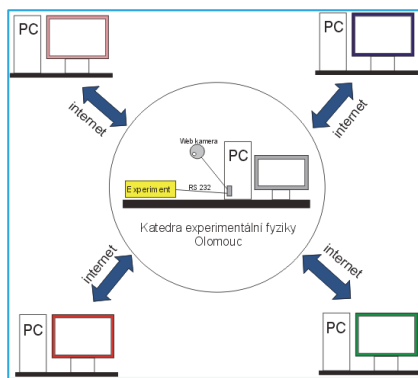 PC
PC
internet
internet
Web kamera
PC
Experiment
RS 232
Katedra experimentální fyziky
Olomouc
internet
internet
PC
PC